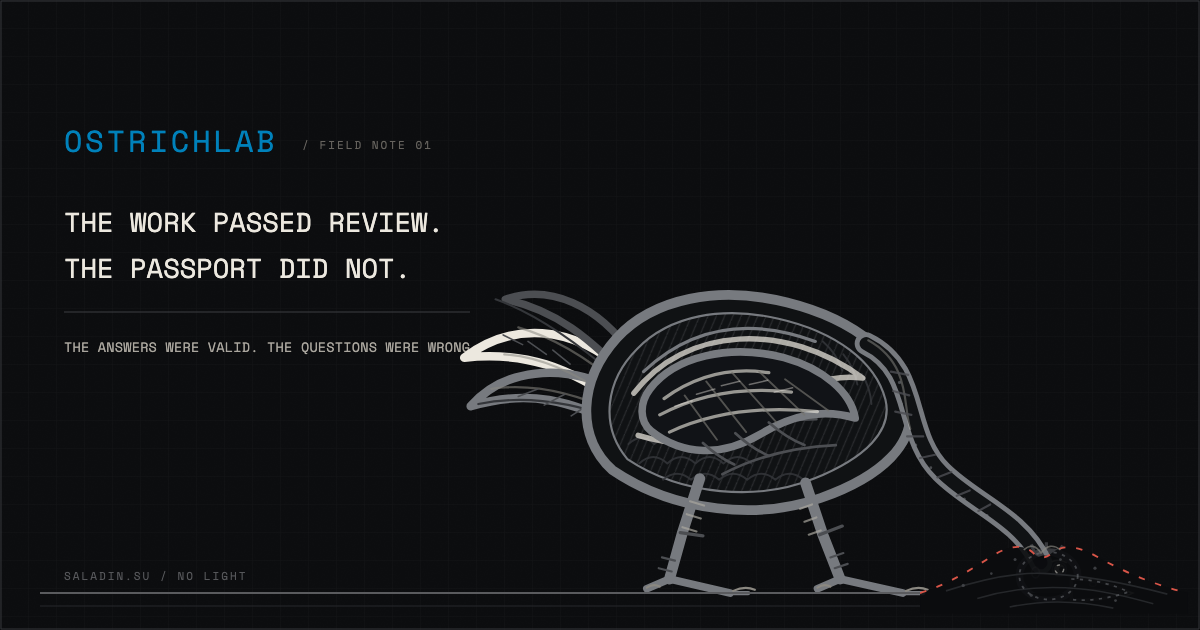 OSTRICHLAB / FIELD NOTE 01
THE WORK PASSED REVIEW.
THE PASSPORT DID NOT.
THE ANSWERS WERE VALID. THE QUESTIONS WERE WRONG
SALADIN.SU / NO LIGHT